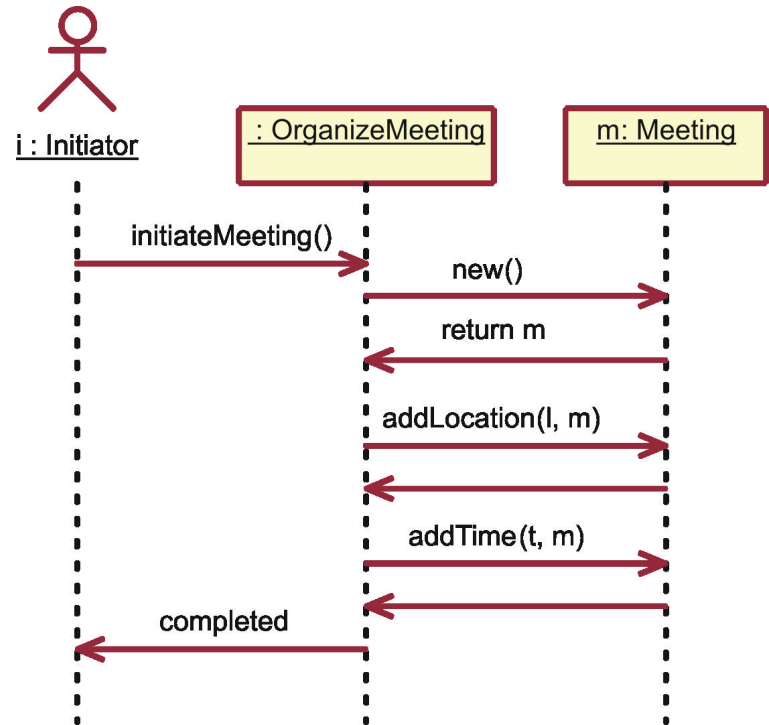 i : Initiator
: OrganizeMeeting
m: Meeting
initiateMeeting()
new()
return m
addLocation(l, m)
addTime(t, m)
completed